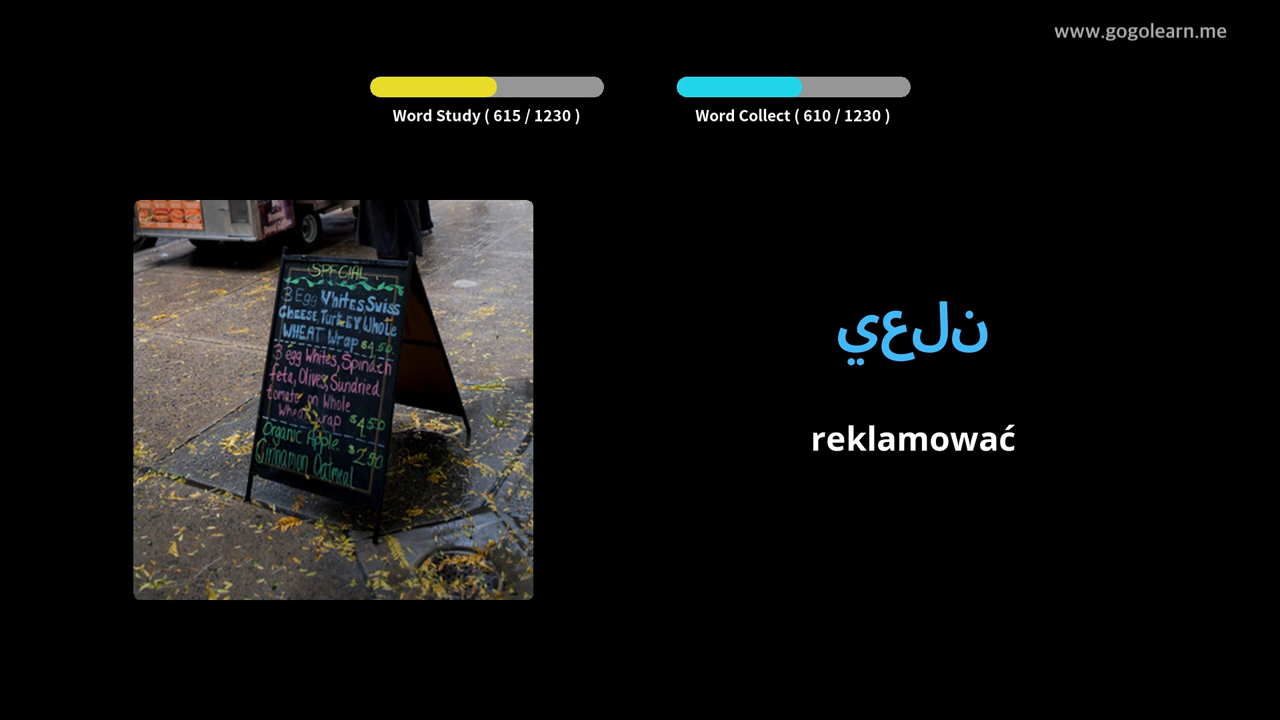 www.gogolearn.me
Word Study ( 615 / 1230 )
Word Collect ( 610 / 1230 )
SPECIAL
3 Egg Whites, Swiss
Cheese, Turkey Whole
WHEAT Wrap $4.50
3 egg Whites, Spinach
feta, Olives, Sundried
tomato on Whole
Wheat Wrap $4.50
Organic Apple
Cinnamon Oatmeal $2.50
نلعي
reklamować